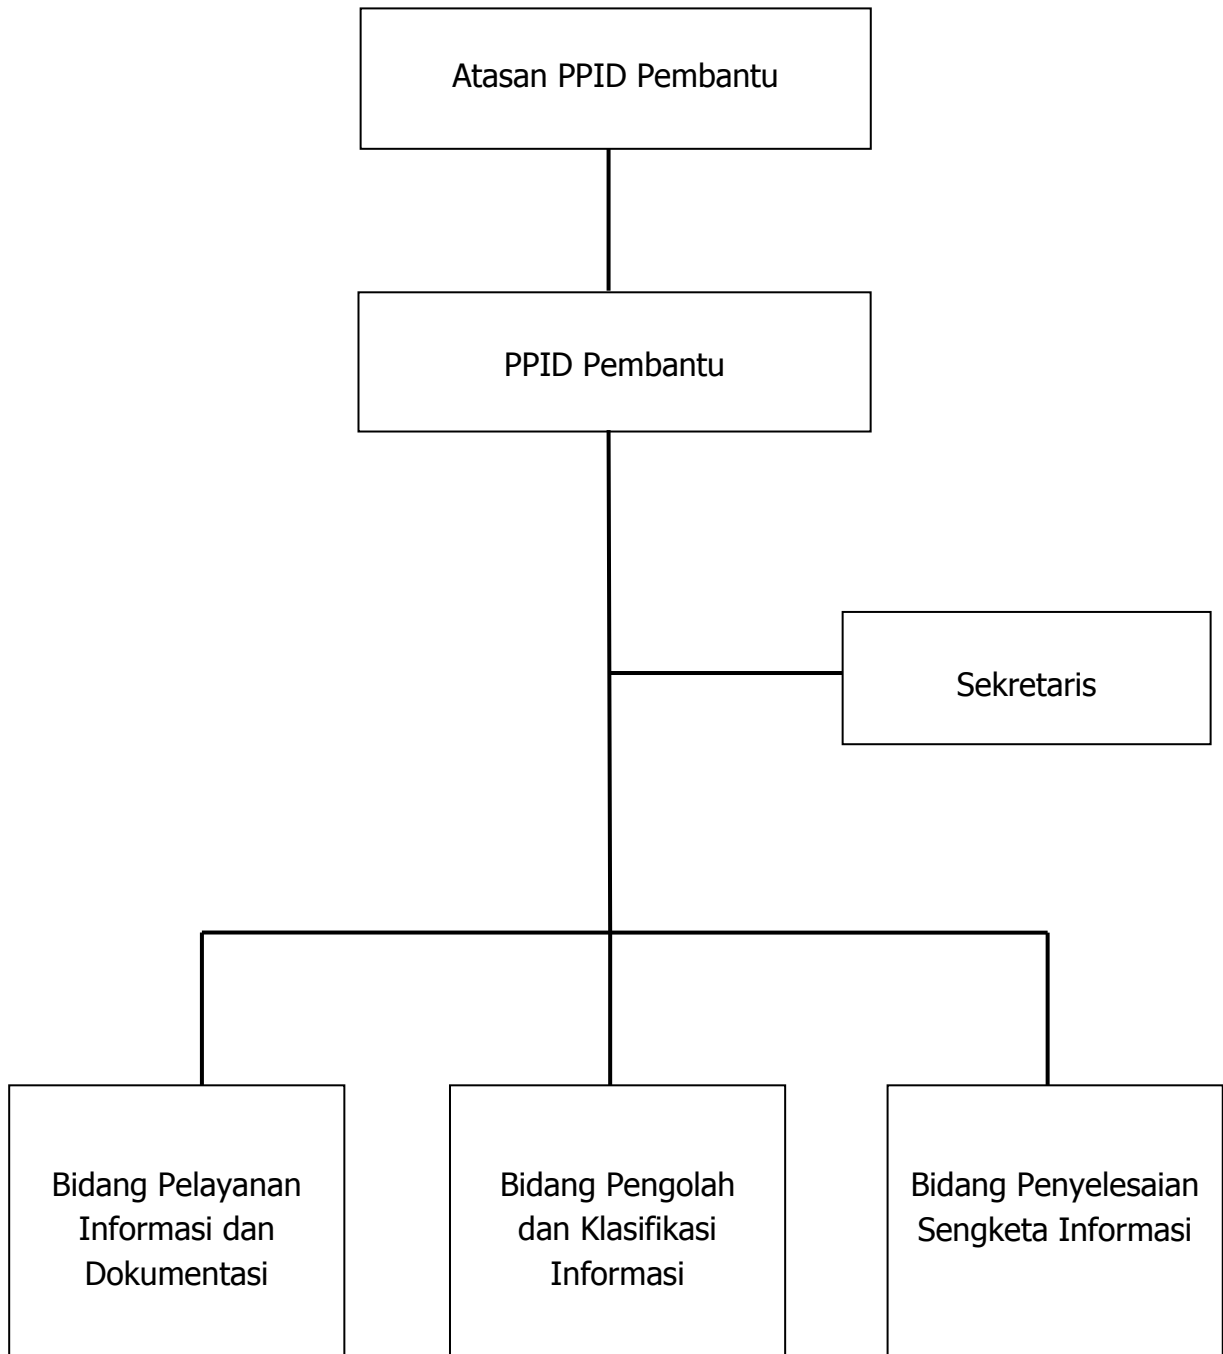 Atasan PPID Pembantu
PPID Pembantu
Sekretaris
Bidang Pelayanan
Informasi dan
Dokumentasi
Bidang Pengolah
dan Klasifikasi
Informasi
Bidang Penyelesaian
Sengketa Informasi